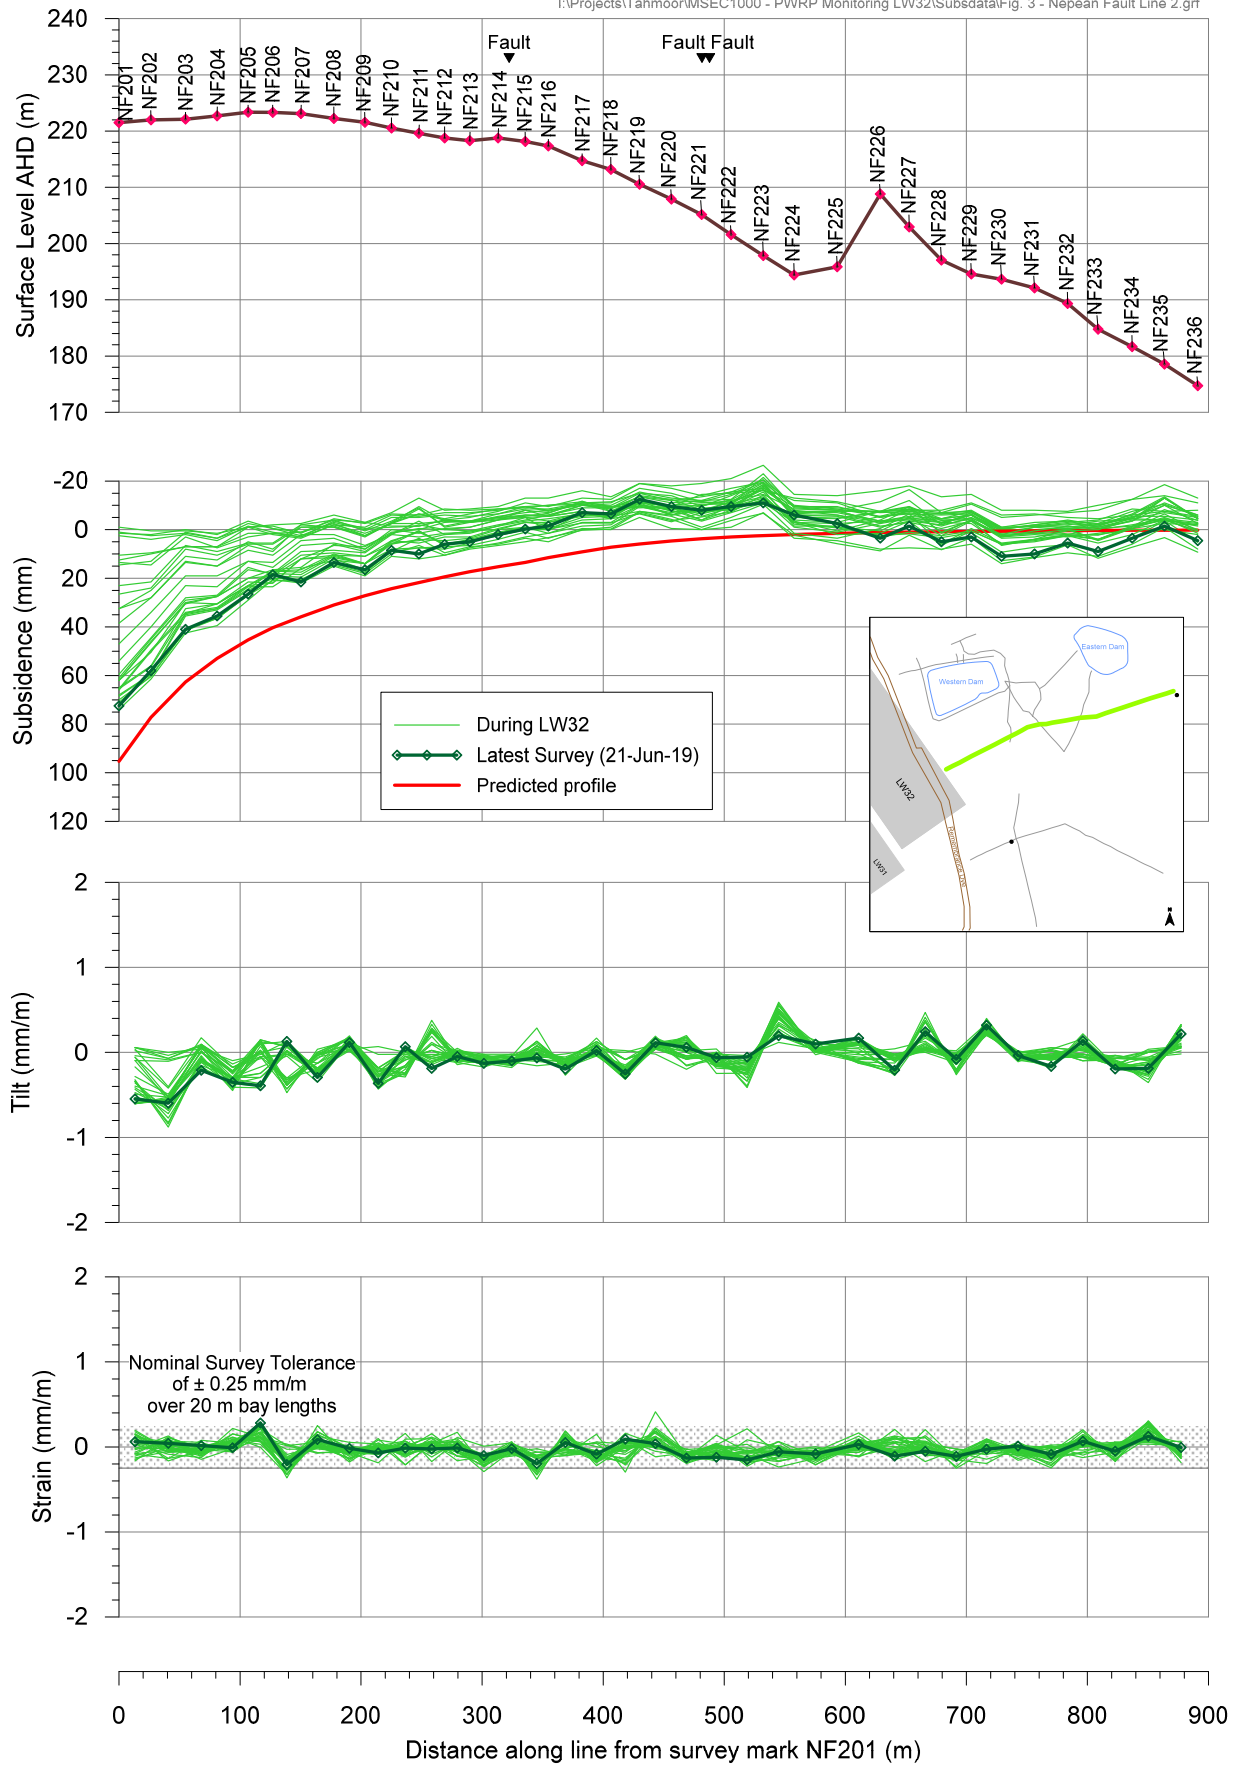 T:\Projects\Tahmoor\MSEC1000 - PWRP Monitoring LW32\Subsdata\Fig. 3 - Nepean Fault Line 2.grf
Fault
Fault Fault
Surface Level AHD (m)
240
230
220
210
200
190
180
170
NF201
NF202
NF203
NF204
NF205
NF206
NF207
NF208
NF209
NF210
NF211
NF212
NF213
NF214
NF215
NF216
NF217
NF218
NF219
NF220
NF221
NF222
NF223
NF224
NF225
NF226
NF227
NF228
NF229
NF230
NF231
NF232
NF233
NF234
NF235
NF236
Subsidence (mm)
-20
0
20
40
60
80
100
120
During LW32
Latest Survey (21-Jun-19)
Predicted profile
Eastern Dam
Western Dam
LW32
LW31
Remembrance Dve
Tilt (mm/m)
2
1
0
-1
-2
Strain (mm/m)
2
1
0
-1
-2
Nominal Survey Tolerance
of ± 0.25 mm/m
over 20 m bay lengths
0 100 200 300 400 500 600 700 800 900
Distance along line from survey mark NF201 (m)